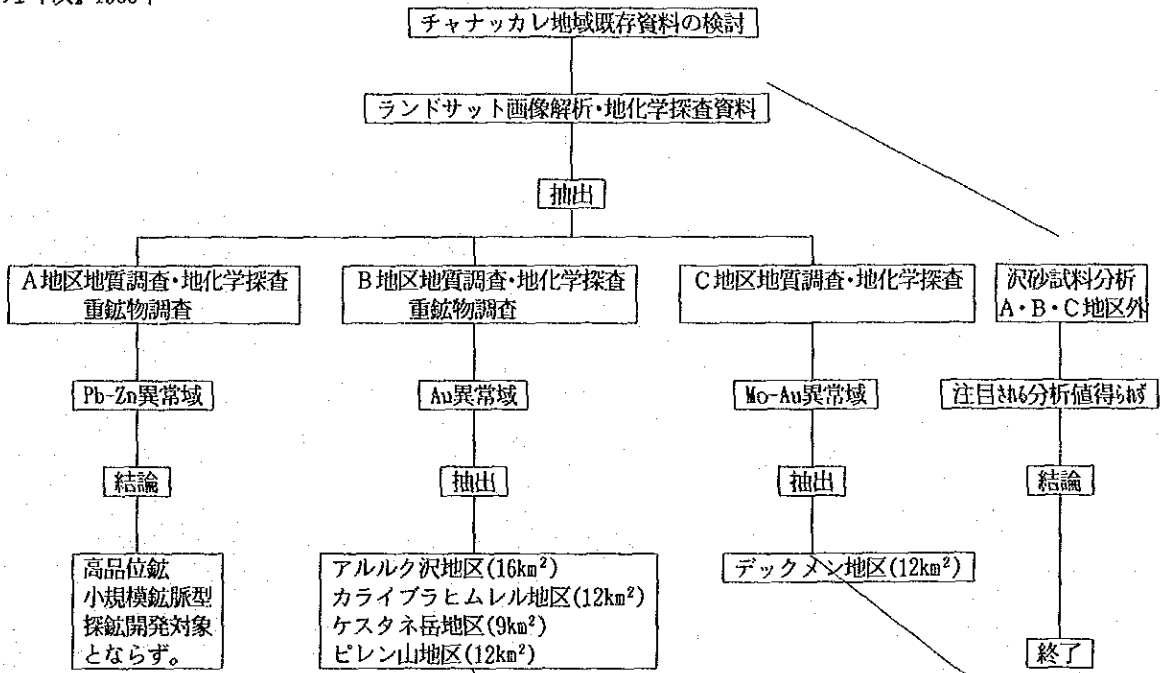 1988年
チャナッカレ地域既存資料の検討
ランドサット画像解析・地化学探査資料
抽出
A地区地質調査・地化学探査
重鉱物調査
B地区地質調査・地化学探査
重鉱物調査
C地区地質調査・地化学探査
沢砂試料分析
A・B・C地区外
Pb-Zn異常域
Au異常域
Mo-Au異常域
注目される分析値得られず
結論
抽出
抽出
結論
高品位鉱
小規模鉱脈型
探鉱開発対象
とならず。
アルルク沢地区(16km²)
カライブラヒムレル地区(12km²)
ケスタネ岳地区(9km²)
ピレン山地区(12km²)
デックメン地区(12km²)
終了